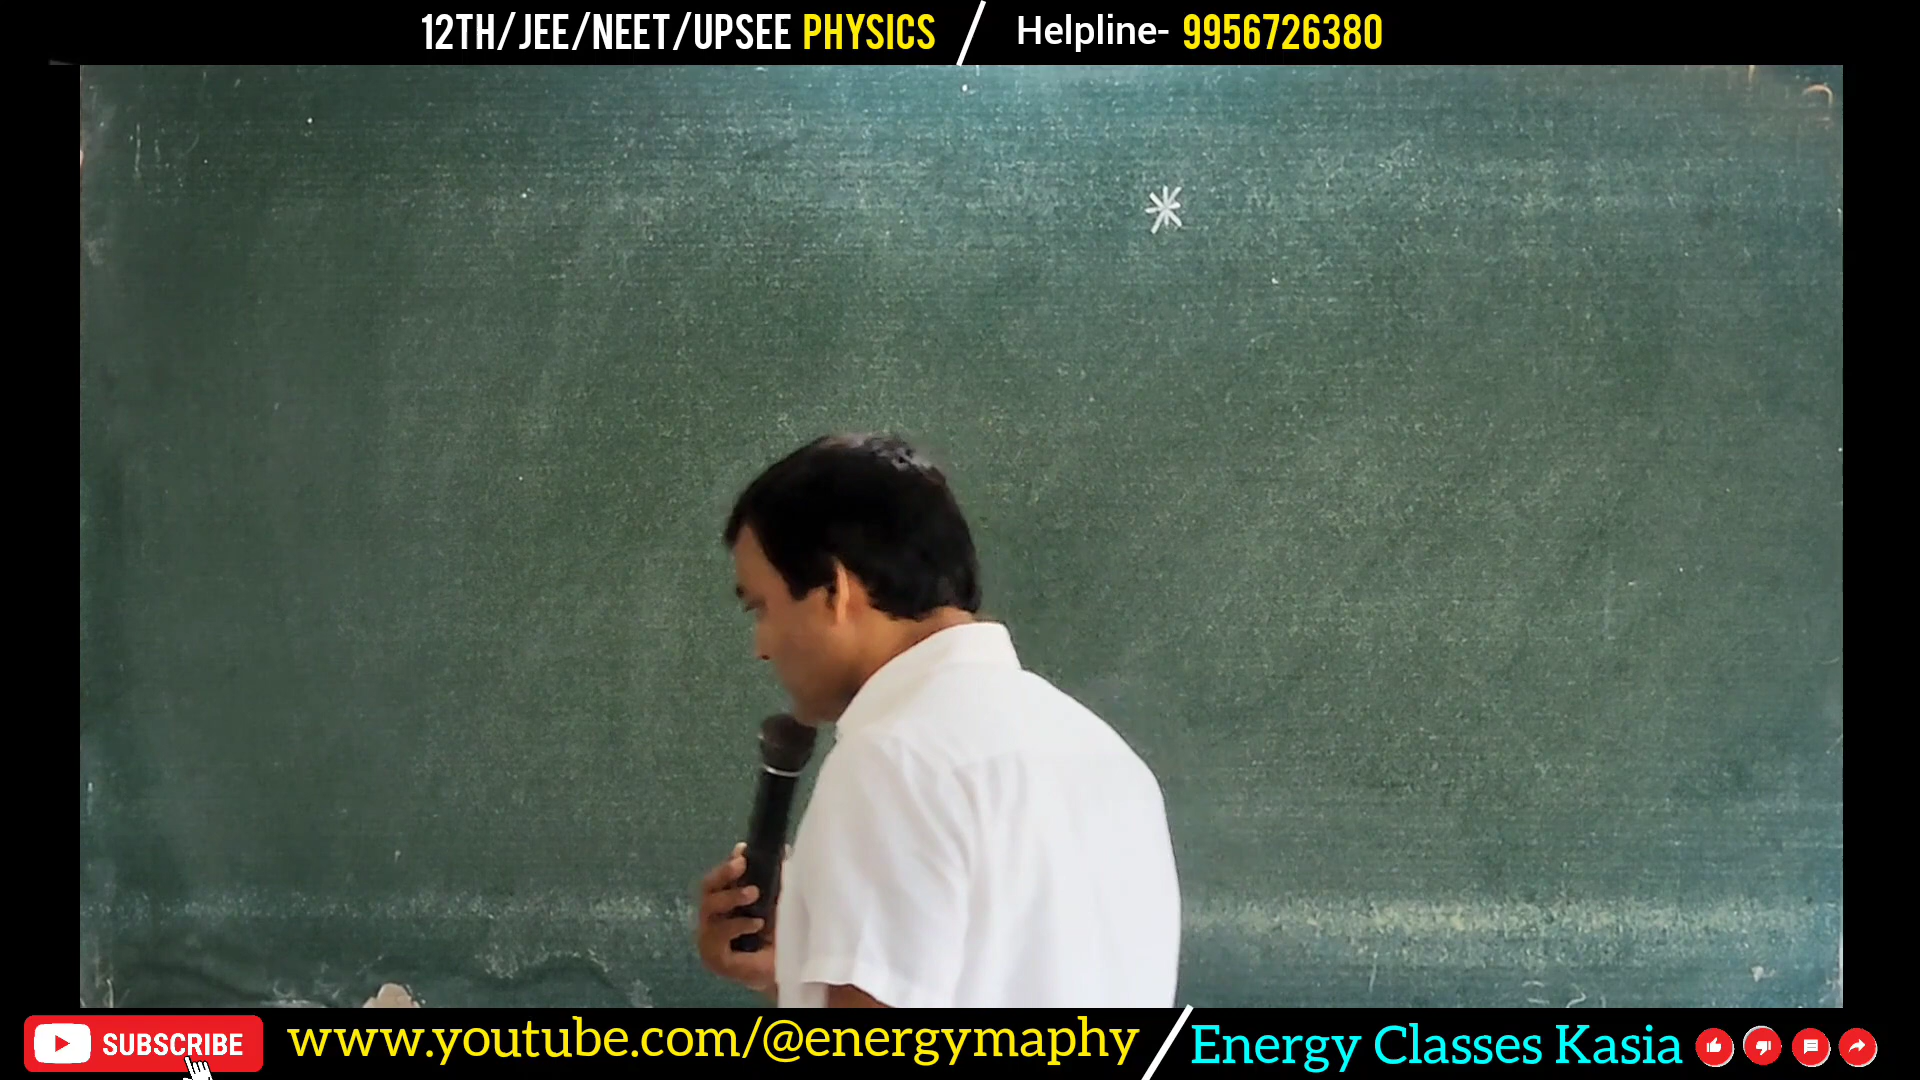 12TH/JEE/NEET/UPSEE PHYSICS / Helpline- 9956726380
*
SUBSCRIBE www.youtube.com/@energymaphy / Energy Classes Kasia